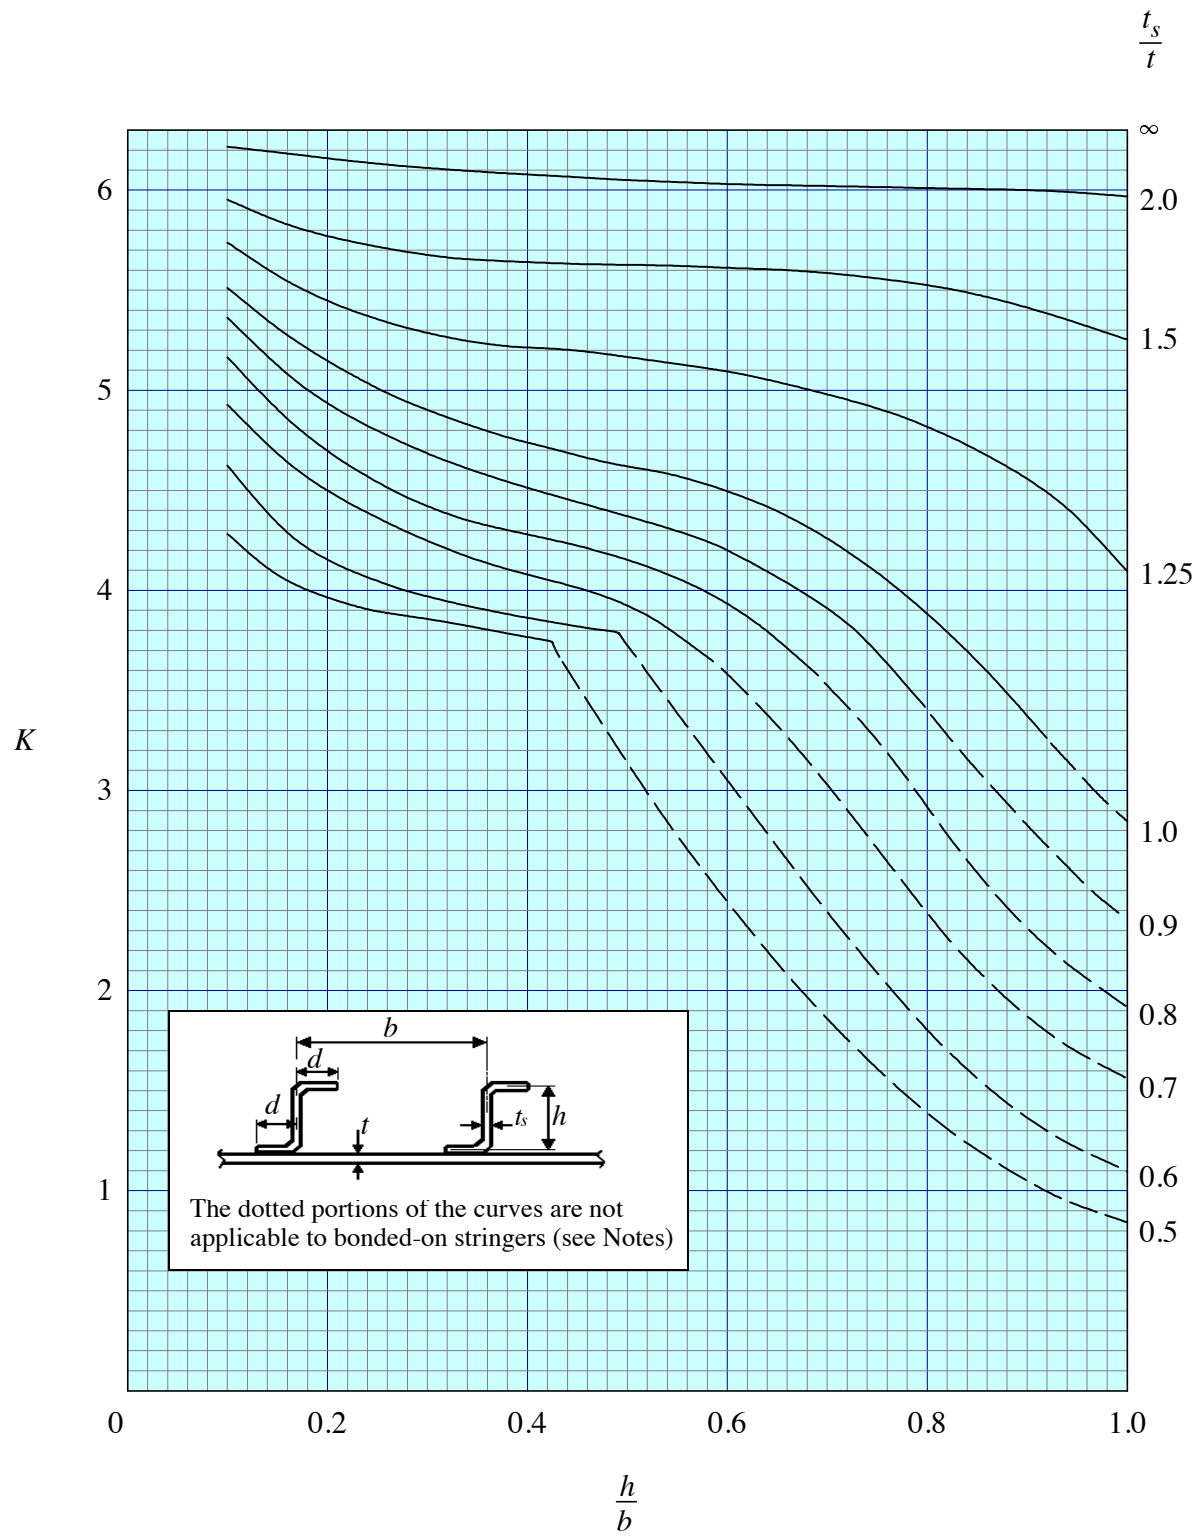 t_s
t
∞
6
2.0
1.5
5
4
1.25
K
3
1.0
0.9
2
0.8
0.7
0.6
0.5
1
b
d
d
t
t_s
h
The dotted portions of the curves are not
applicable to bonded-on stringers (see Notes)
0
0.2
0.4
0.6
0.8
1.0
h
b